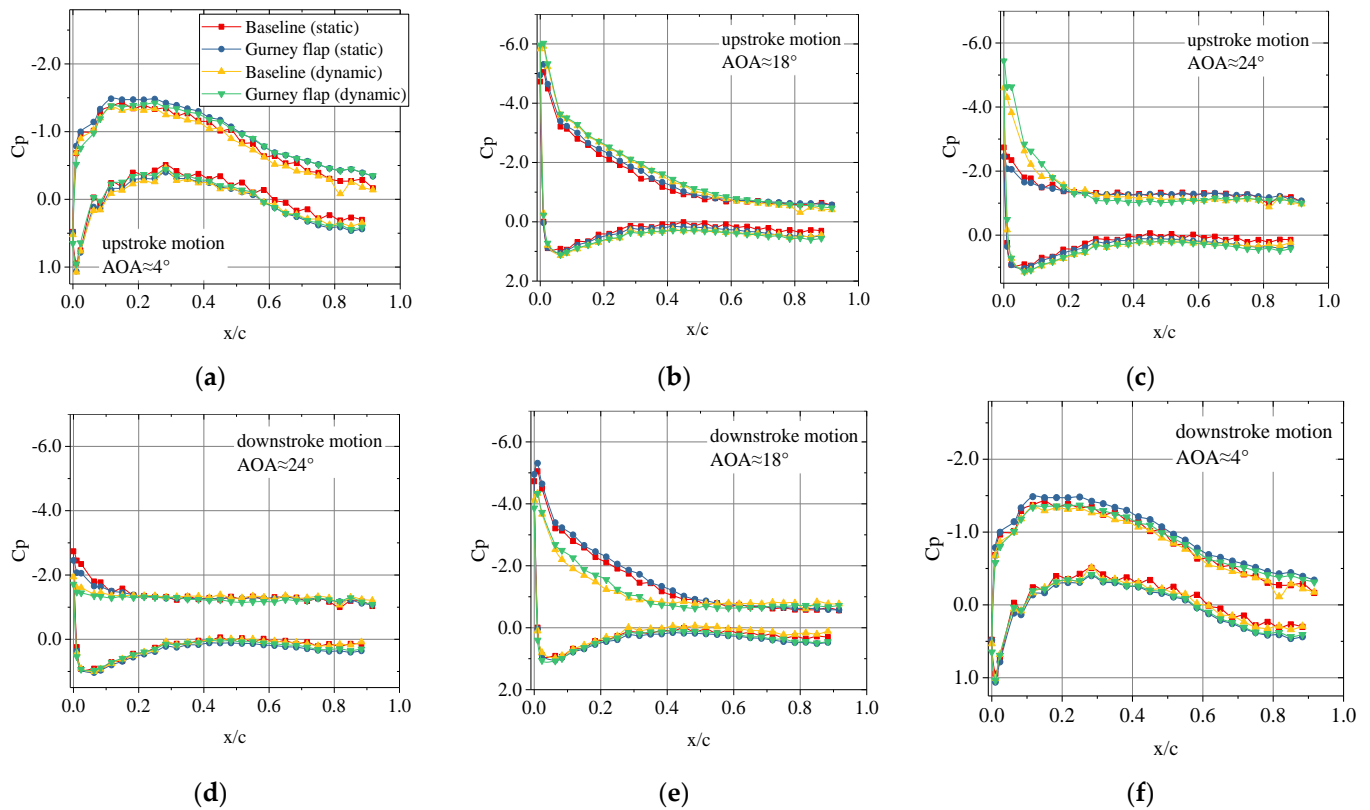 Baseline (static)
Gurney flap (static)
Baseline (dynamic)
Gurney flap (dynamic)
-2.0
-1.0
0.0
1.0
Cp
upstroke motion
AOA≈4°
0.0 0.2 0.4 0.6 0.8 1.0
x/c
(a)
-6.0
-4.0
-2.0
0.0
2.0
Cp
upstroke motion
AOA≈18°
0.0 0.2 0.4 0.6 0.8 1.0
x/c
(b)
-6.0
-4.0
-2.0
0.0
Cp
upstroke motion
AOA≈24°
0.0 0.2 0.4 0.6 0.8 1.0
x/c
(c)
-6.0
-4.0
-2.0
0.0
Cp
downstroke motion
AOA≈24°
0.0 0.2 0.4 0.6 0.8 1.0
x/c
(d)
-6.0
-4.0
-2.0
0.0
2.0
Cp
downstroke motion
AOA≈18°
0.0 0.2 0.4 0.6 0.8 1.0
x/c
(e)
-2.0
-1.0
0.0
1.0
Cp
downstroke motion
AOA≈4°
0.0 0.2 0.4 0.6 0.8 1.0
x/c
(f)